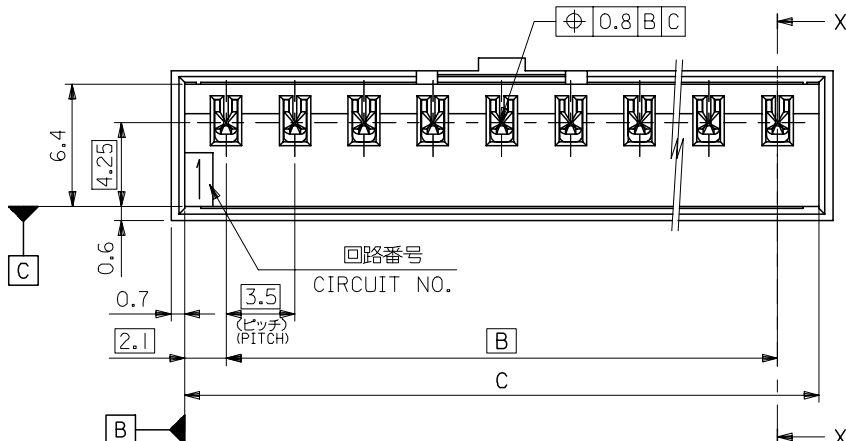 ⌖ 0.8 B C
X
6.4
4.25
1
C
0.6
回路番号
CIRCUIT NO.
0.7
3.5
(ピッチ)
(PITCH)
2.1
B
C
B
X